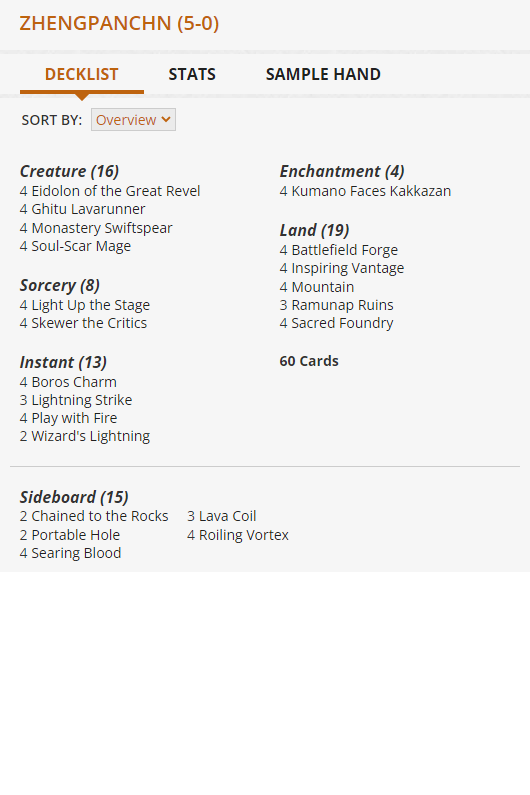 ZHENGPANCHN (5-0)
DECKLIST STATS SAMPLE HAND
SORT BY: Overview
Creature (16)
4 Eidolon of the Great Revel
4 Ghitu Lavarunner
4 Monastery Swiftspear
4 Soul-Scar Mage
Sorcery (8)
4 Light Up the Stage
4 Skewer the Critics
Instant (13)
4 Boros Charm
3 Lightning Strike
4 Play with Fire
2 Wizard's Lightning
Enchantment (4)
4 Kumano Faces Kakkazan
Land (19)
4 Battlefield Forge
4 Inspiring Vantage
4 Mountain
3 Ramunap Ruins
4 Sacred Foundry
60 Cards
Sideboard (15)
2 Chained to the Rocks
2 Portable Hole
4 Searing Blood
3 Lava Coil
4 Roiling Vortex